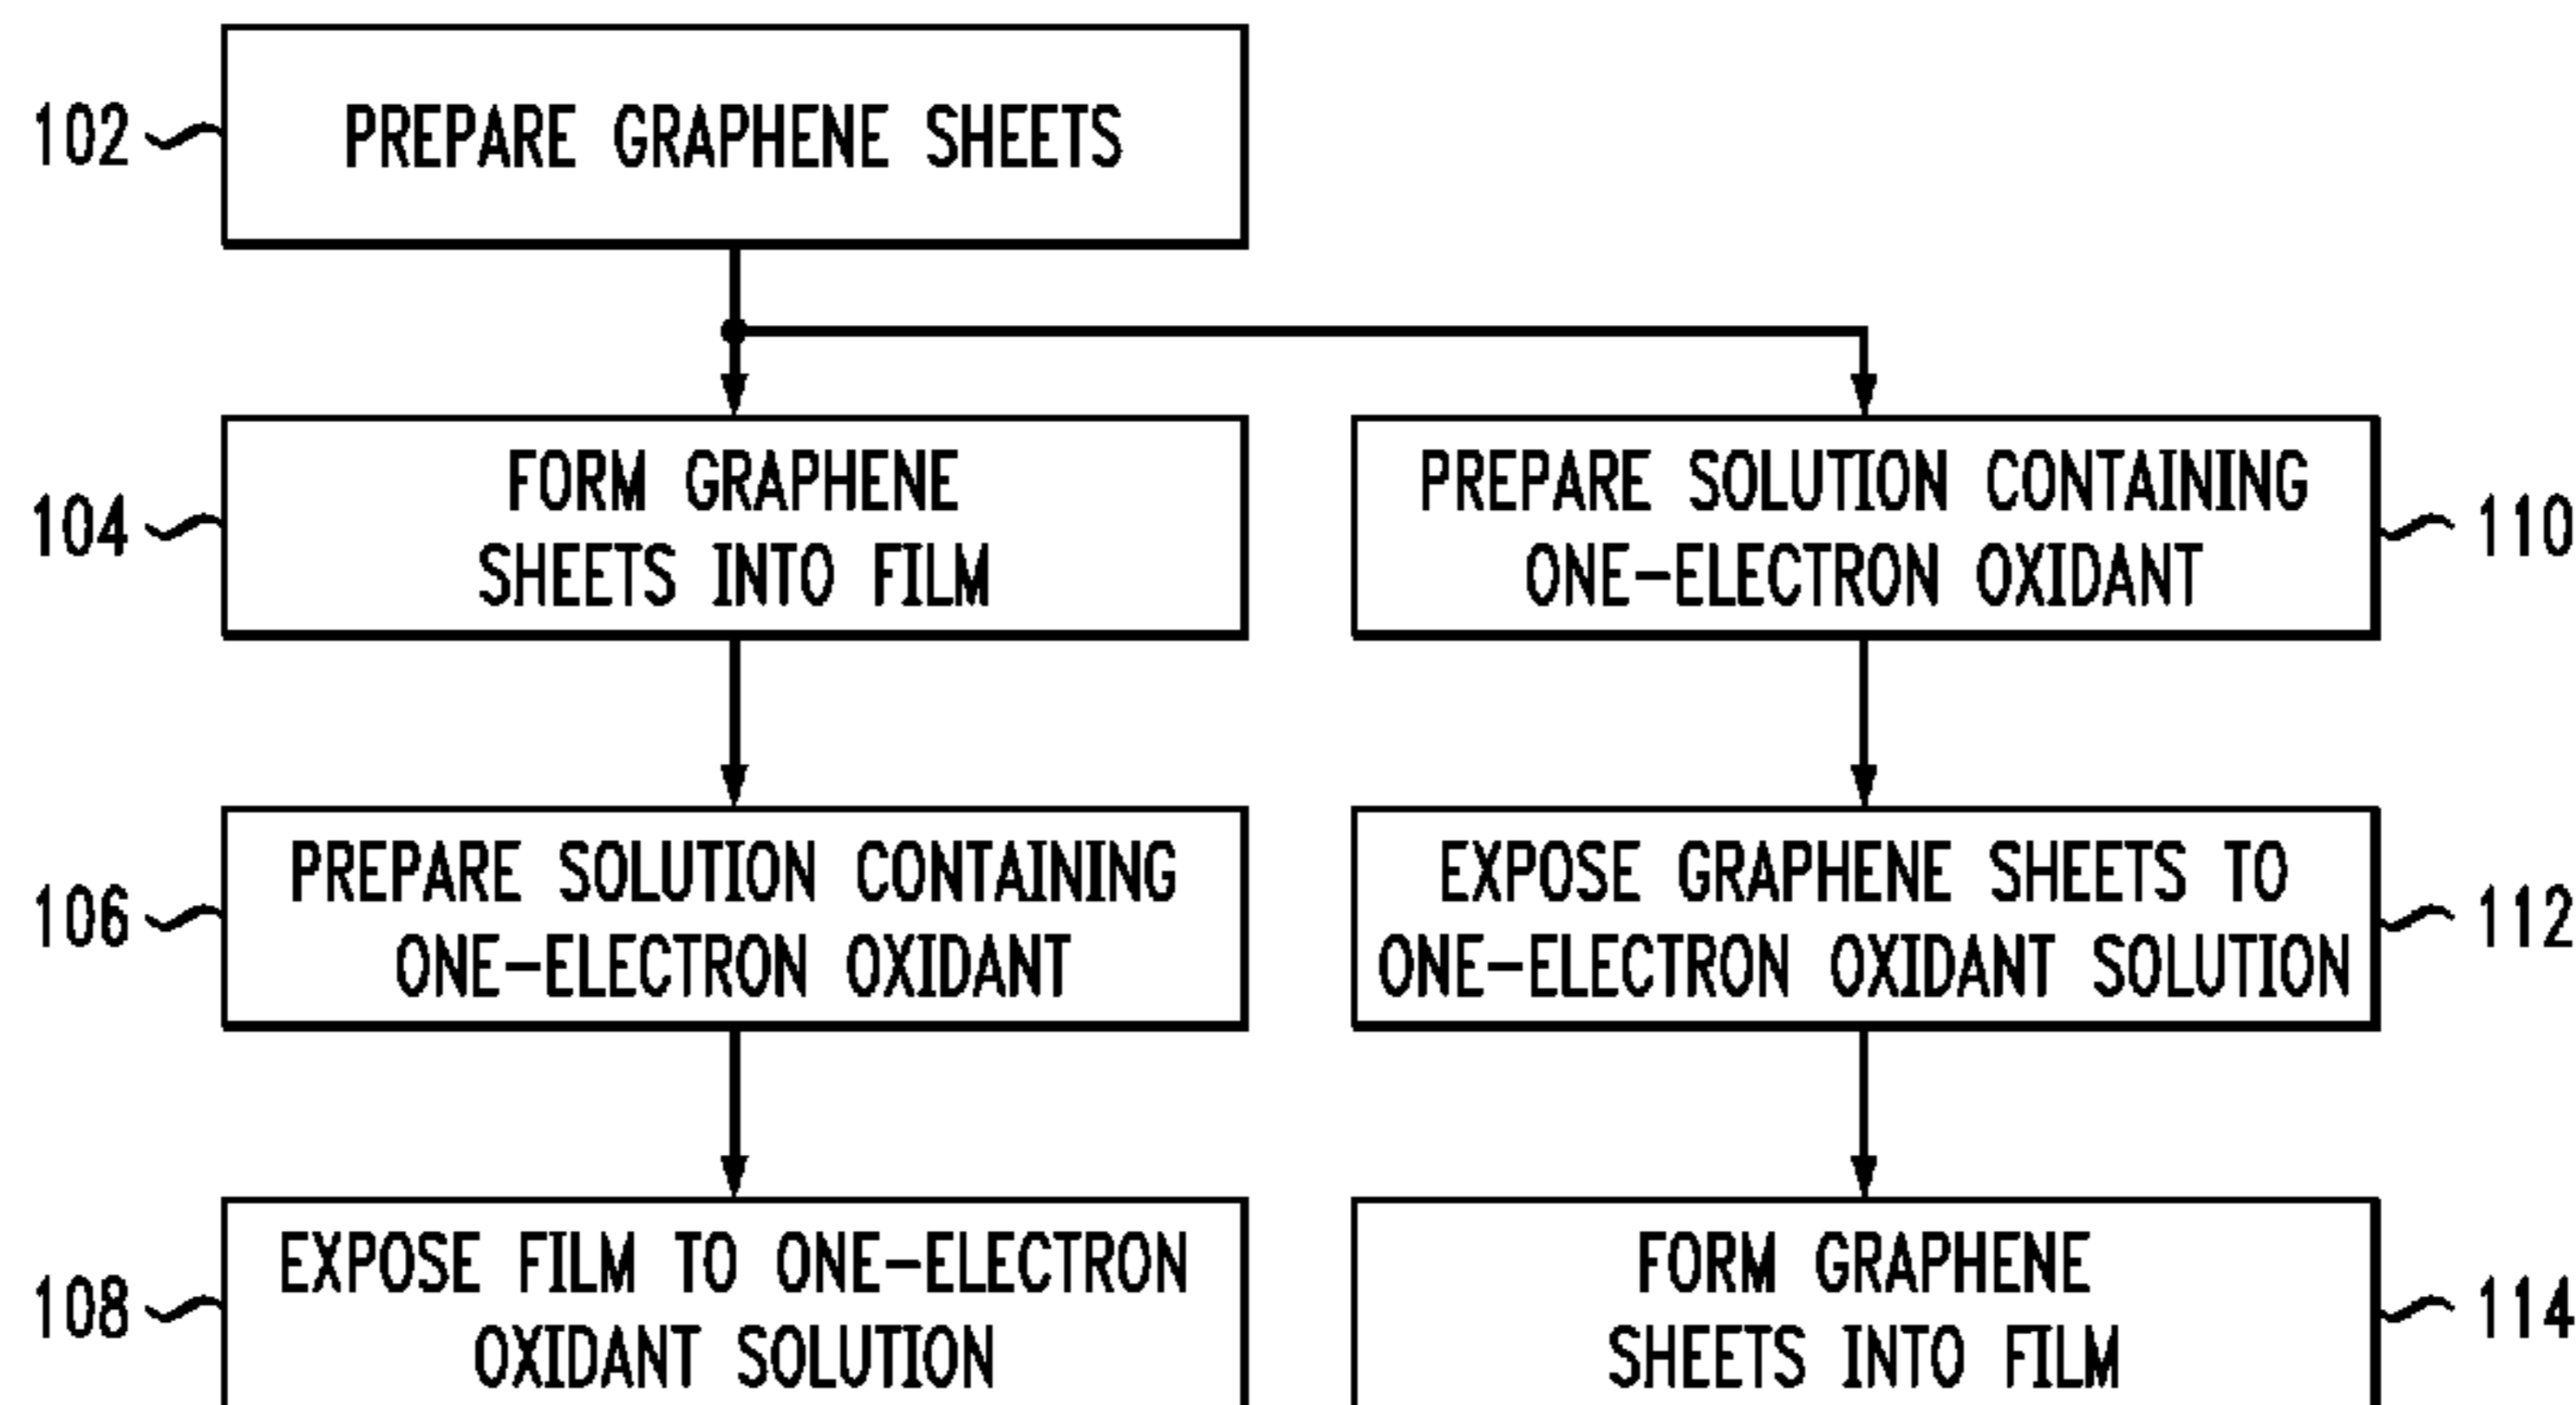 102
PREPARE GRAPHENE SHEETS
104
FORM GRAPHENE
SHEETS INTO FILM
PREPARE SOLUTION CONTAINING
ONE-ELECTRON OXIDANT
110
106
PREPARE SOLUTION CONTAINING
ONE-ELECTRON OXIDANT
EXPOSE GRAPHENE SHEETS TO
ONE-ELECTRON OXIDANT SOLUTION
112
108
EXPOSE FILM TO ONE-ELECTRON
OXIDANT SOLUTION
FORM GRAPHENE
SHEETS INTO FILM
114